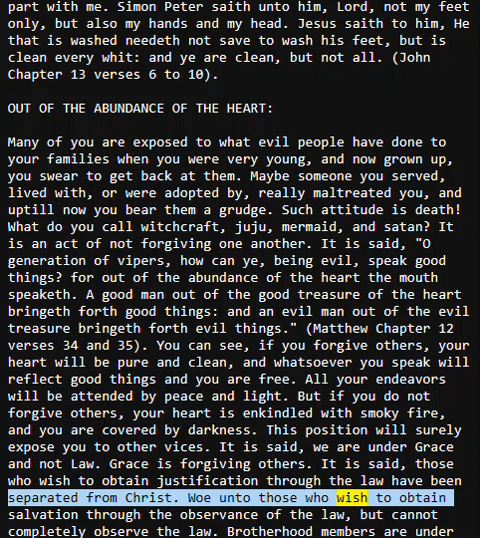 part with me. Simon Peter saith unto him, Lord, not my feet
only, but also my hands and my head. Jesus saith to him, He
that is washed needeth not save to wash his feet, but is
clean every whit: and ye are clean, but not all. (John
Chapter 13 verses 6 to 10).
OUT OF THE ABUNDANCE OF THE HEART:
Many of you are exposed to what evil people have done to
your families when you were very young, and now grown up,
you swear to get back at them. Maybe someone you served,
lived with, or were adopted by, really maltreated you, and
uptill now you bear them a grudge. Such attitude is death!
What do you call witchcraft, juju, mermaid, and satan? It
is an act of not forgiving one another. It is said, "O
generation of vipers, how can ye, being evil, speak good
things? for out of the abundance of the heart the mouth
speaketh. A good man out of the good treasure of the heart
bringeth forth good things: and an evil man out of the evil
treasure bringeth forth evil things." (Matthew Chapter 12
verses 34 and 35). You can see, if you forgive others, your
heart will be pure and clean, and whatsoever you speak will
reflect good things and you are free. All your endeavors
will be attended by peace and light. But if you do not
forgive others, your heart is enkindled with smoky fire,
and you are covered by darkness. This position will surely
expose you to other vices. It is said, we are under Grace
and not Law. Grace is forgiving others. It is said, those
who wish to obtain justification through the law have been
separated from Christ. Woe unto those who wish to obtain
salvation through the observance of the law, but cannot
completely observe the law. Brotherhood members are under